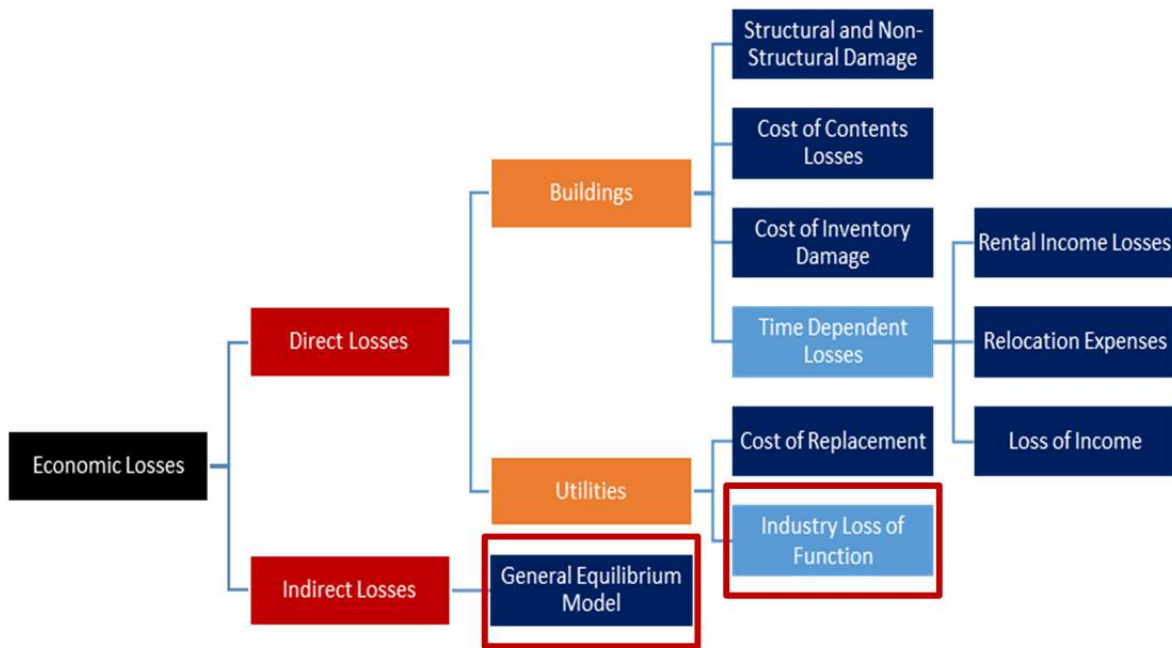 Economic Losses
Direct Losses
Indirect Losses
Buildings
Utilities
General Equilibrium
Model
Structural and Non-
Structural Damage
Cost of Contents
Losses
Cost of Inventory
Damage
Time Dependent
Losses
Cost of Replacement
Industry Loss of
Function
Rental Income Losses
Relocation Expenses
Loss of Income